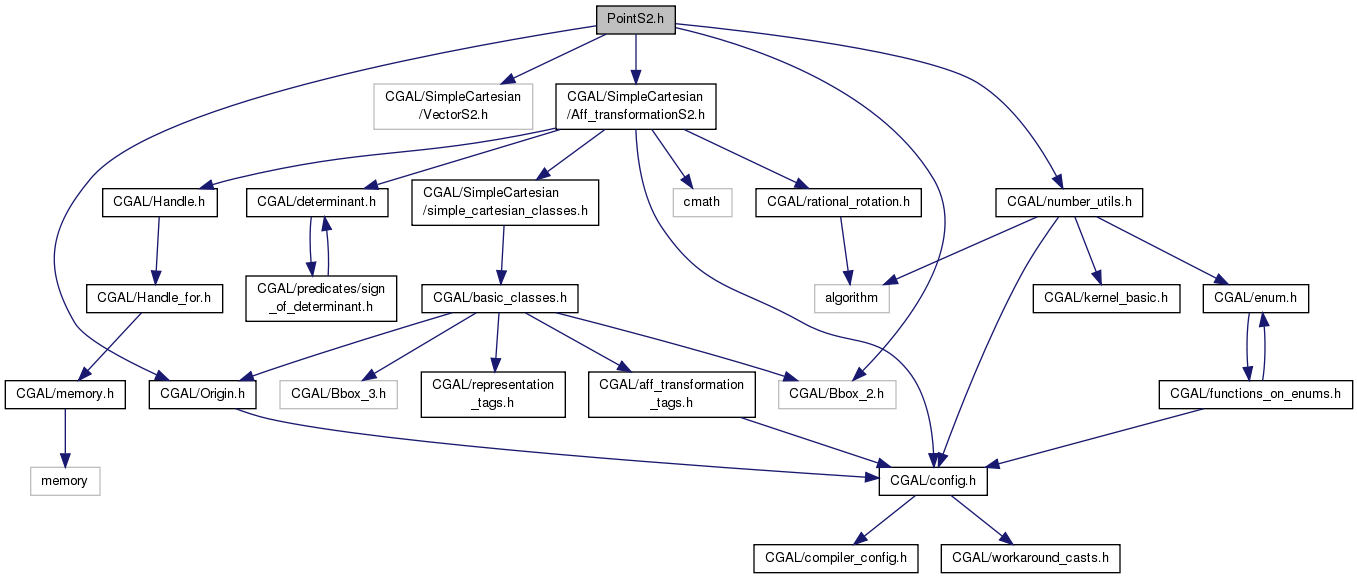 PointS2.h
CGAL/SimpleCartesian
/VectorS2.h
CGAL/SimpleCartesian
/Aff_transformationS2.h
CGAL/Handle.h
CGAL/determinant.h
CGAL/SimpleCartesian
/simple_cartesian_classes.h
cmath
CGAL/rational_rotation.h
CGAL/number_utils.h
CGAL/Handle_for.h
CGAL/predicates/sign
_of_determinant.h
CGAL/basic_classes.h
algorithm
CGAL/kernel_basic.h
CGAL/enum.h
CGAL/memory.h
CGAL/Origin.h
CGAL/Bbox_3.h
CGAL/representation
_tags.h
CGAL/aff_transformation
_tags.h
CGAL/Bbox_2.h
CGAL/functions_on_enums.h
memory
CGAL/config.h
CGAL/compiler_config.h
CGAL/workaround_casts.h